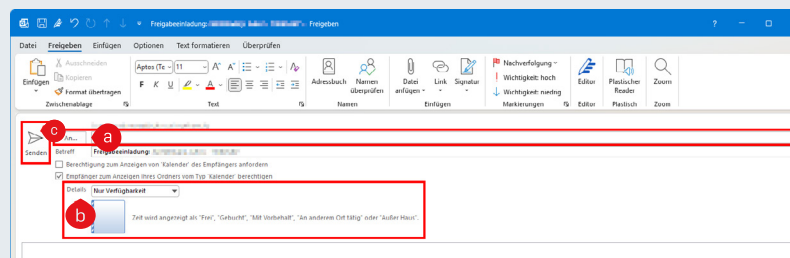 Freigabeeinladung: - Freigeben
Datei Freigeben Einfügen Optionen Text formatieren Überprüfen
Einfügen Ausschneiden Kopieren Format übertragen
Aptos (Te 11
F K U
Adressbuch Namen überprüfen
Datei anfügen Link Signatur
Nachverfolgung
Wichtigkeit: hoch
Wichtigkeit: niedrig
Editor Plastischer Reader Zoom
Zwischenablage Text Namen Einfügen Markierungen Editor Plastisch Zoom
c An... a
Senden Betreff Freigabeeinladung:
Berechtigung zum Anzeigen von 'Kalender' des Empfängers anfordern
Empfänger zum Anzeigen Ihres Ordners vom Typ 'Kalender' berechtigen
Details Nur Verfügbarkeit
b Zeit wird angezeigt als "Frei", "Gebucht", "Mit Vorbehalt", "An anderem Ort tätig" oder "Außer Haus".